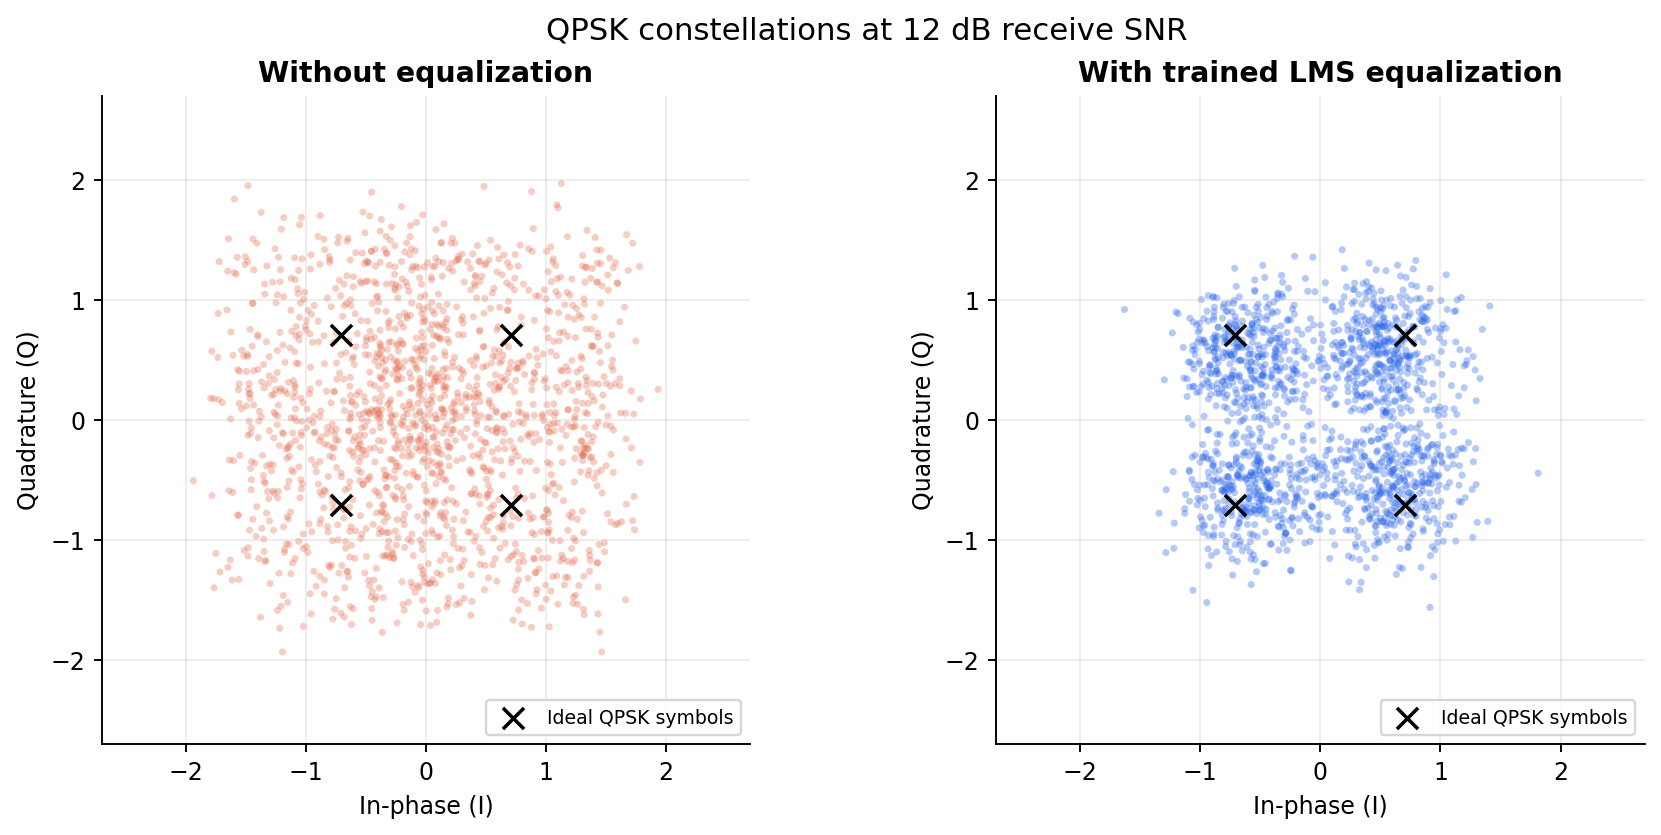 QPSK constellations at 12 dB receive SNR
Without equalization
Quadrature (Q)
2
1
0
−1
−2
−2 −1 0 1 2
In-phase (I)
Ideal QPSK symbols
With trained LMS equalization
Quadrature (Q)
2
1
0
−1
−2
−2 −1 0 1 2
In-phase (I)
Ideal QPSK symbols